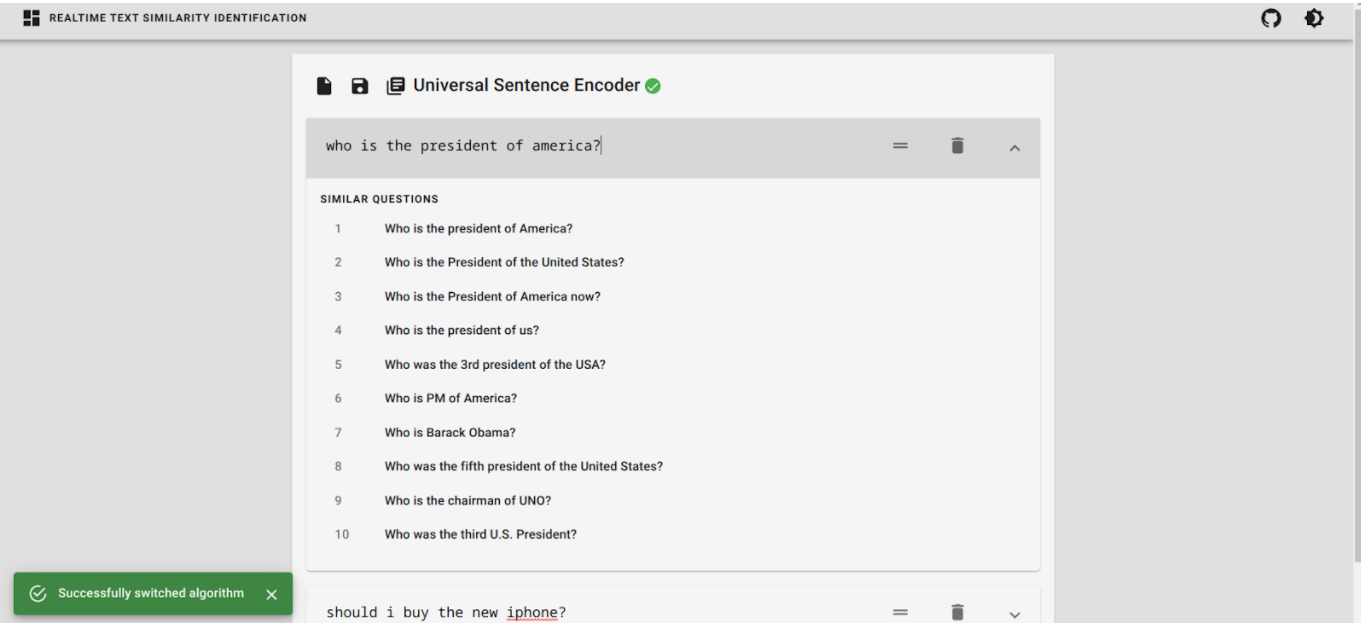 REALTIME TEXT SIMILARITY IDENTIFICATION
Universal Sentence Encoder
who is the president of america?
SIMILAR QUESTIONS
1 Who is the president of America?
2 Who is the President of the United States?
3 Who is the President of America now?
4 Who is the president of us?
5 Who was the 3rd president of the USA?
6 Who is PM of America?
7 Who is Barack Obama?
8 Who was the fifth president of the United States?
9 Who is the chairman of UNO?
10 Who was the third U.S. President?
Successfully switched algorithm
should i buy the new iphone?